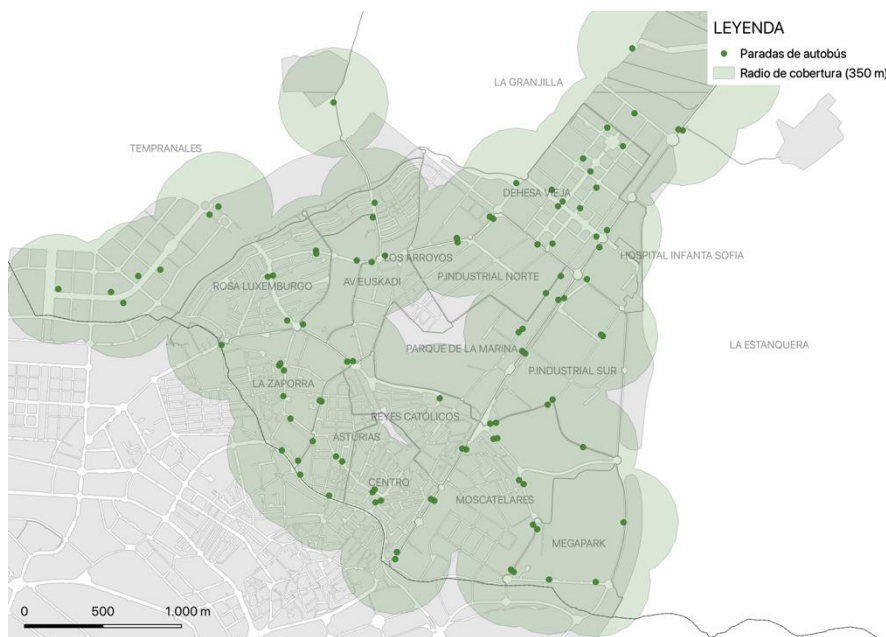 LEYENDA
Paradas de autobús
Radio de cobertura (350 m)
LA GRANJILLA
TEMPRANALES
DEHESA VIEJA
HOSPITAL INFANTA SOFÍA
LOS ARROYOS
P.INDUSTRIAL NORTE
ROSA LUXEMBURGO
AV.EUSKADI
PARQUE DE LA MARINA
LA ESTANQUERA
P.INDUSTRIAL SUR
LA ZAPORRA
REYES CATÓLICOS
ASTURIAS
CENTRO
MOSCATELARES
MEGAPARK
0 500 1.000 m